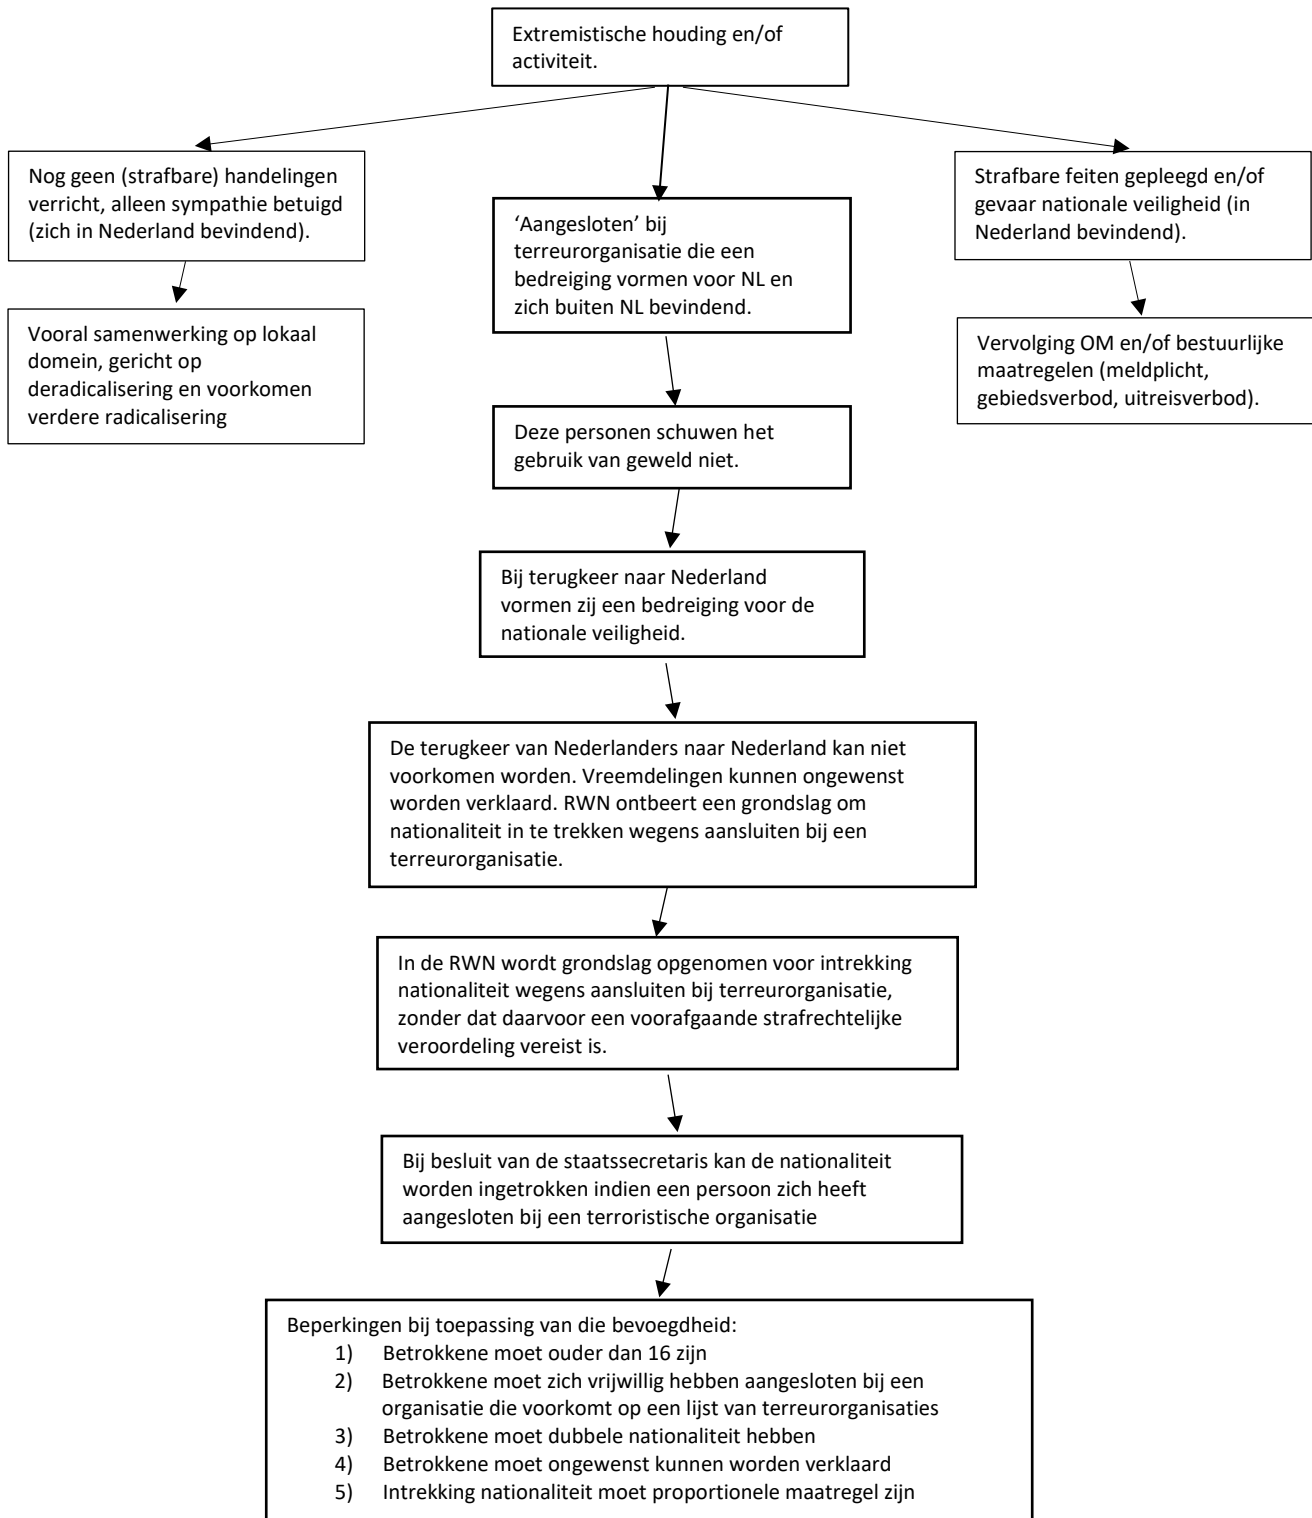 Extremistische houding en/of
activiteit.
Nog geen (strafbare) handelingen
verricht, alleen sympathie betuigd
(zich in Nederland bevindend).
‘Aangesloten’ bij
terreurorganisatie die een
bedreiging vormen voor NL en
zich buiten NL bevindend.
Strafbare feiten gepleegd en/of
gevaar nationale veiligheid (in
Nederland bevindend).
Vooral samenwerking op lokaal
domein, gericht op
deradicalisering en voorkomen
verdere radicalisering
Vervolging OM en/of bestuurlijke
maatregelen (meldplicht,
gebiedsverbod, uitreisverbod).
Deze personen schuwen het
gebruik van geweld niet.
Bij terugkeer naar Nederland
vormen zij een bedreiging voor de
nationale veiligheid.
De terugkeer van Nederlanders naar Nederland kan niet
voorkomen worden. Vreemdelingen kunnen ongewenst
worden verklaard. RWN ontbeert een grondslag om
nationaliteit in te trekken wegens aansluiten bij een
terreurorganisatie.
In de RWN wordt grondslag opgenomen voor intrekking
nationaliteit wegens aansluiten bij terreurorganisatie,
zonder dat daarvoor een voorafgaande strafrechtelijke
veroordeling vereist is.
Bij besluit van de staatssecretaris kan de nationaliteit
worden ingetrokken indien een persoon zich heeft
aangesloten bij een terroristische organisatie
Beperkingen bij toepassing van die bevoegdheid:
1) Betrokkene moet ouder dan 16 zijn
2) Betrokkene moet zich vrijwillig hebben aangesloten bij een
organisatie die voorkomt op een lijst van terreurorganisaties
3) Betrokkene moet dubbele nationaliteit hebben
4) Betrokkene moet ongewenst kunnen worden verklaard
5) Intrekking nationaliteit moet proportionele maatregel zijn